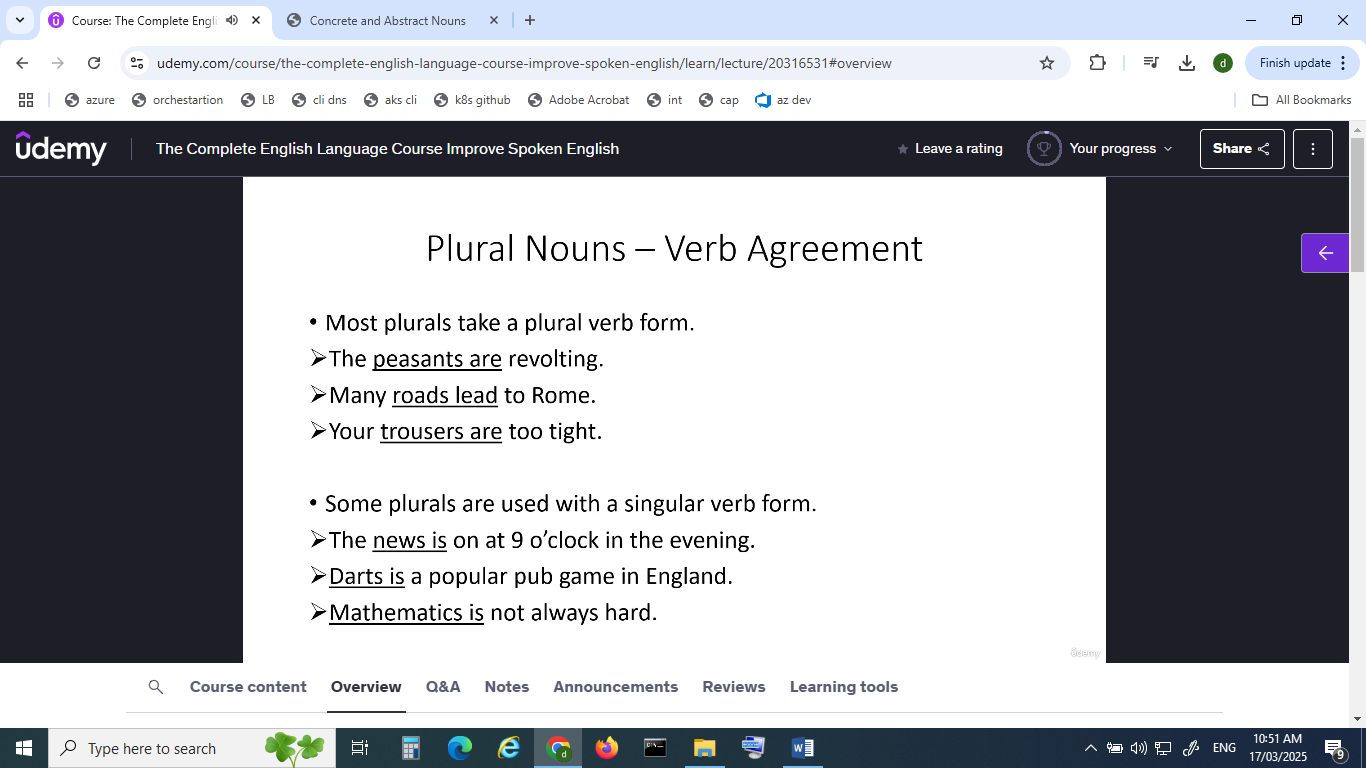 Course: The Complete Engli
Concrete and Abstract Nouns
udemy.com/course/the-complete-english-language-course-improve-spoken-english/learn/lecture/20316531#overview
d
Finish update
azure
orchestartion
LB
cli dns
aks cli
k8s github
Adobe Acrobat
int
cap
az dev
All Bookmarks
udemy
The Complete English Language Course Improve Spoken English
Leave a rating
Your progress
Share
Plural Nouns – Verb Agreement
• Most plurals take a plural verb form.
➢The peasants are revolting.
➢Many roads lead to Rome.
➢Your trousers are too tight.
• Some plurals are used with a singular verb form.
➢The news is on at 9 o’clock in the evening.
➢Darts is a popular pub game in England.
➢Mathematics is not always hard.
udemy
Course content
Overview
Q&A
Notes
Announcements
Reviews
Learning tools
Type here to search
d
ENG
10:51 AM
17/03/2025
9